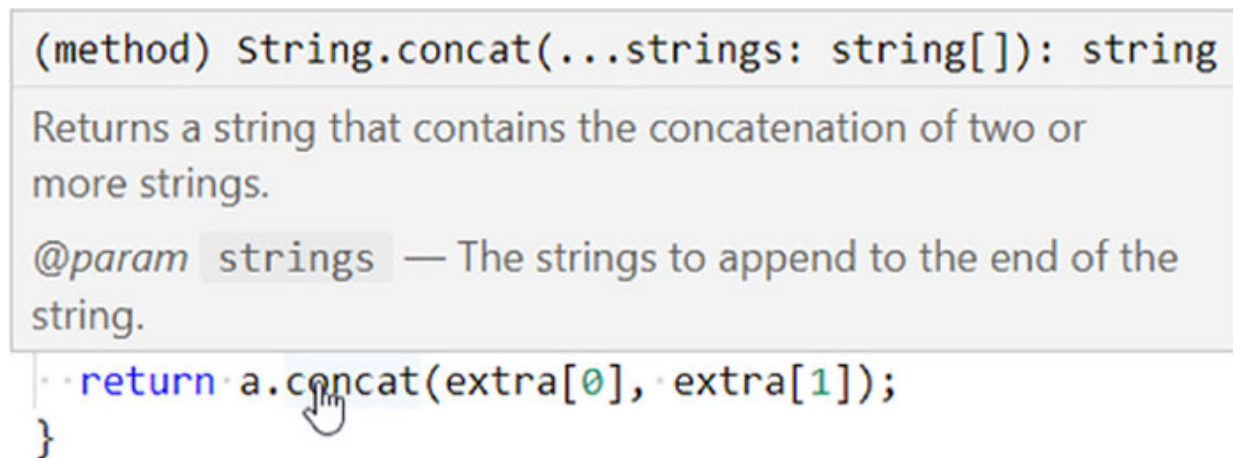 (method) String.concat(...strings: string[]): string
Returns a string that contains the concatenation of two or
more strings.
@param strings — The strings to append to the end of the
string.
return a.concat(extra[0], extra[1]);
}